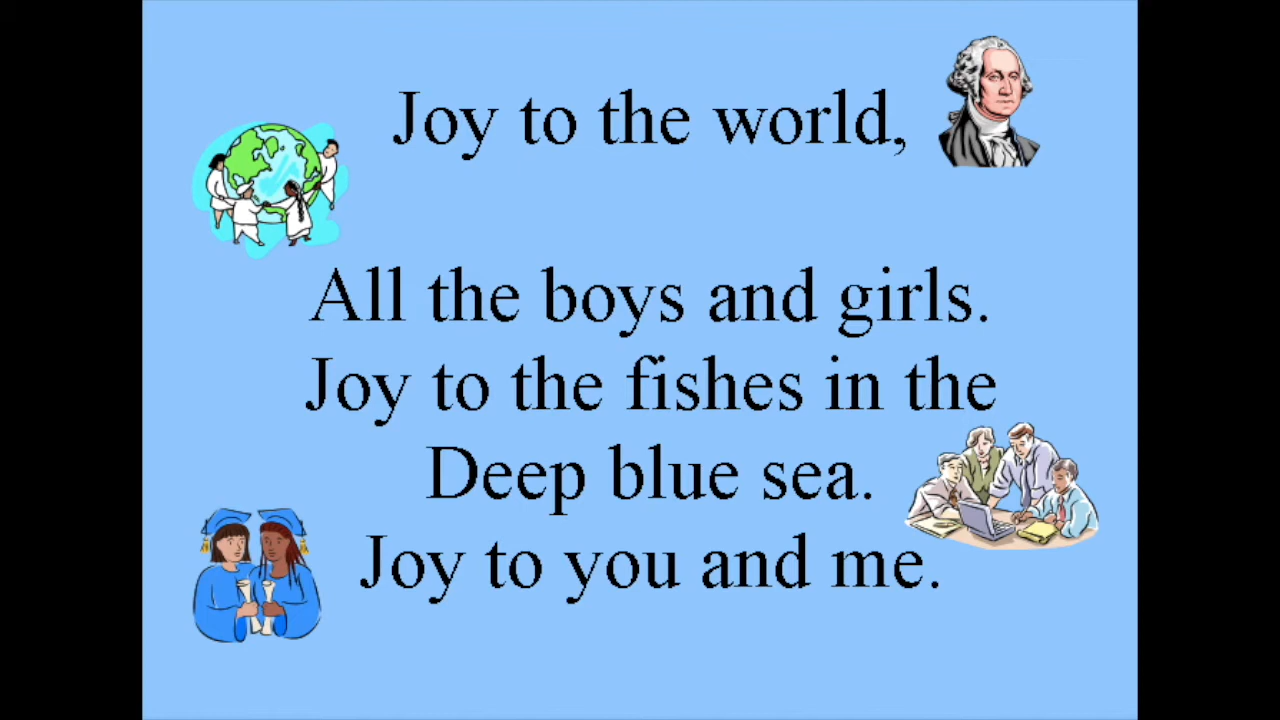 Joy to the world,
All the boys and girls.
Joy to the fishes in the
Deep blue sea.
Joy to you and me.